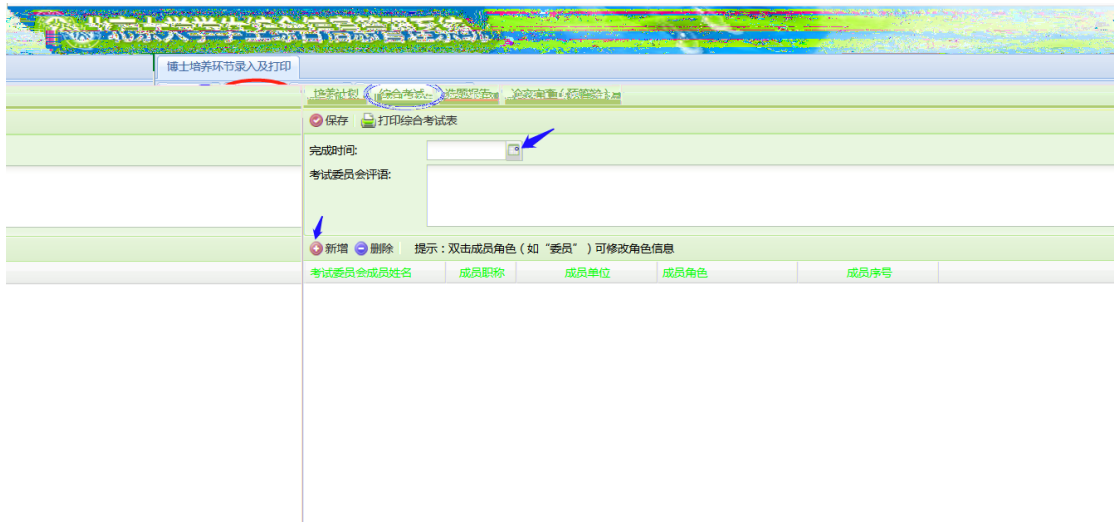 博士培养环节录入及打印
培养计划 综合考试 选题报告
保存 打印综合考试表
完成时间:
考试委员会评语:
新增 删除 提示：双击成员角色（如“委员”）可修改角色信息
考试委员会成员姓名 成员职称 成员单位 成员角色 成员序号